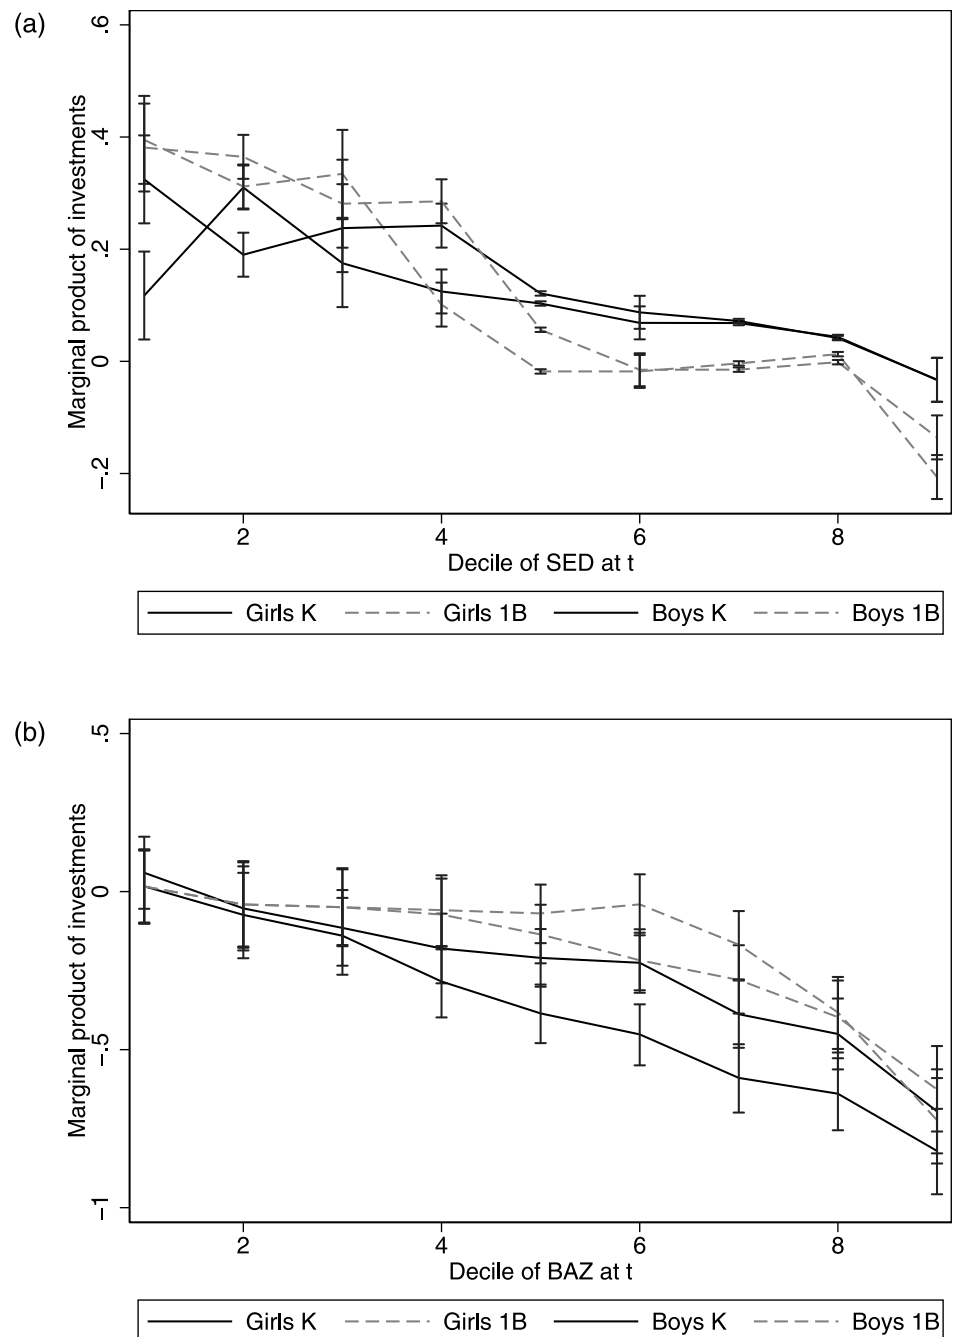 (a)
Marginal product of investments
.6
.4
.2
0
-.2
2 4 6 8
Decile of SED at t
Girls K Girls 1B Boys K Boys 1B
(b)
Marginal product of investments
.5
0
-.5
-1
2 4 6 8
Decile of BAZ at t
Girls K Girls 1B Boys K Boys 1B